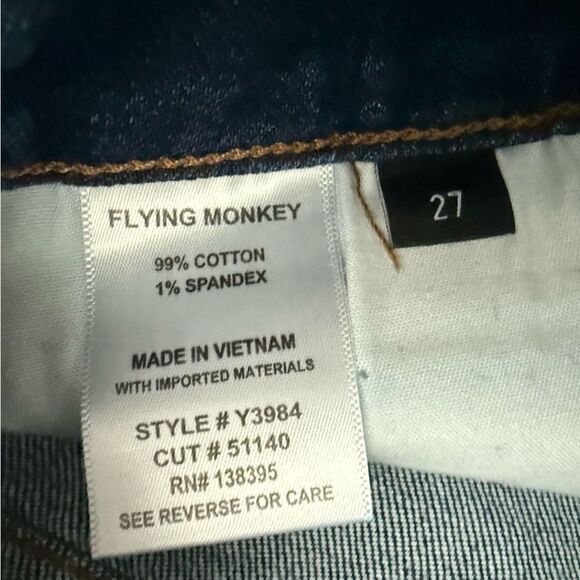 FLYING MONKEY
99% COTTON
1% SPANDEX
MADE IN VIETNAM
WITH IMPORTED MATERIALS
STYLE # Y3984
CUT # 51140
RN# 138395
SEE REVERSE FOR CARE
27